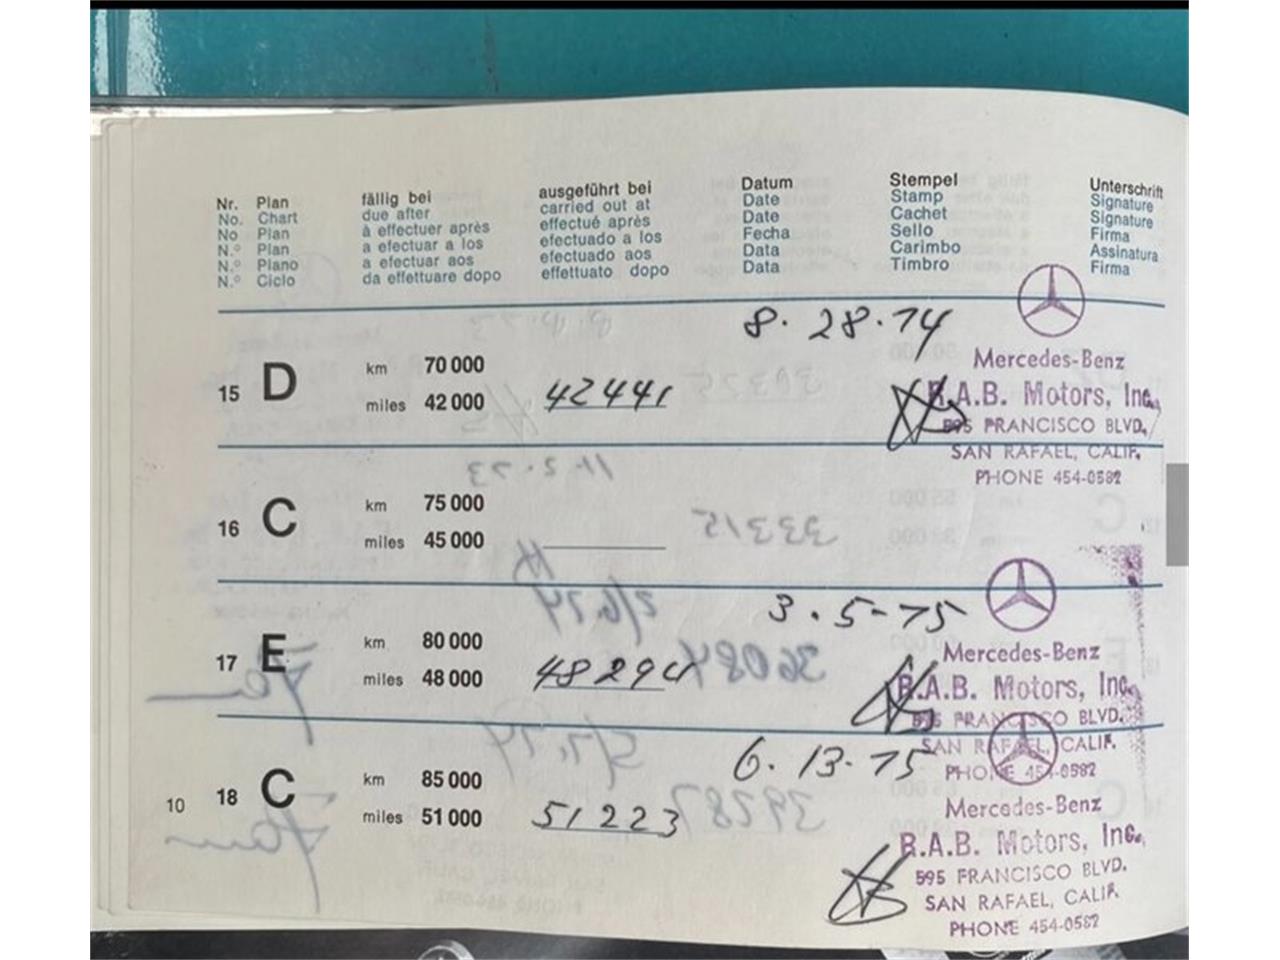 Nr. Plan fällig bei ausgeführt bei Datum Stempel Unterschrift
No. Chart due after carried out at Date Stamp Signature
No Plan à effectuer après effectué après Date Cachet Signature
N.º Plan a efectuar a los efectuado a los Fecha Sello Firma
N.º Plano a efectuar aos efectuado aos Data Carimbo Assinatura
N.º Ciclo da effettuare dopo effettuato dopo Data Timbro Firma
8.28.74
15 D km 70 000
miles 42 000 42441
Mercedes-Benz
R.A.B. Motors, Inc.
595 FRANCISCO BLVD.
SAN RAFAEL, CALIF.
PHONE 454-0582
16 C km 75 000
miles 45 000
3.5-75
17 E km 80 000
miles 48 000 48294
Mercedes-Benz
R.A.B. Motors, Inc.
595 FRANCISCO BLVD.
SAN RAFAEL, CALIF.
PHONE 454-0582
6.13.75
10 18 C km 85 000
miles 51 000 51223
Mercedes-Benz
R.A.B. Motors, Inc.
595 FRANCISCO BLVD.
SAN RAFAEL, CALIF.
PHONE 454-0582